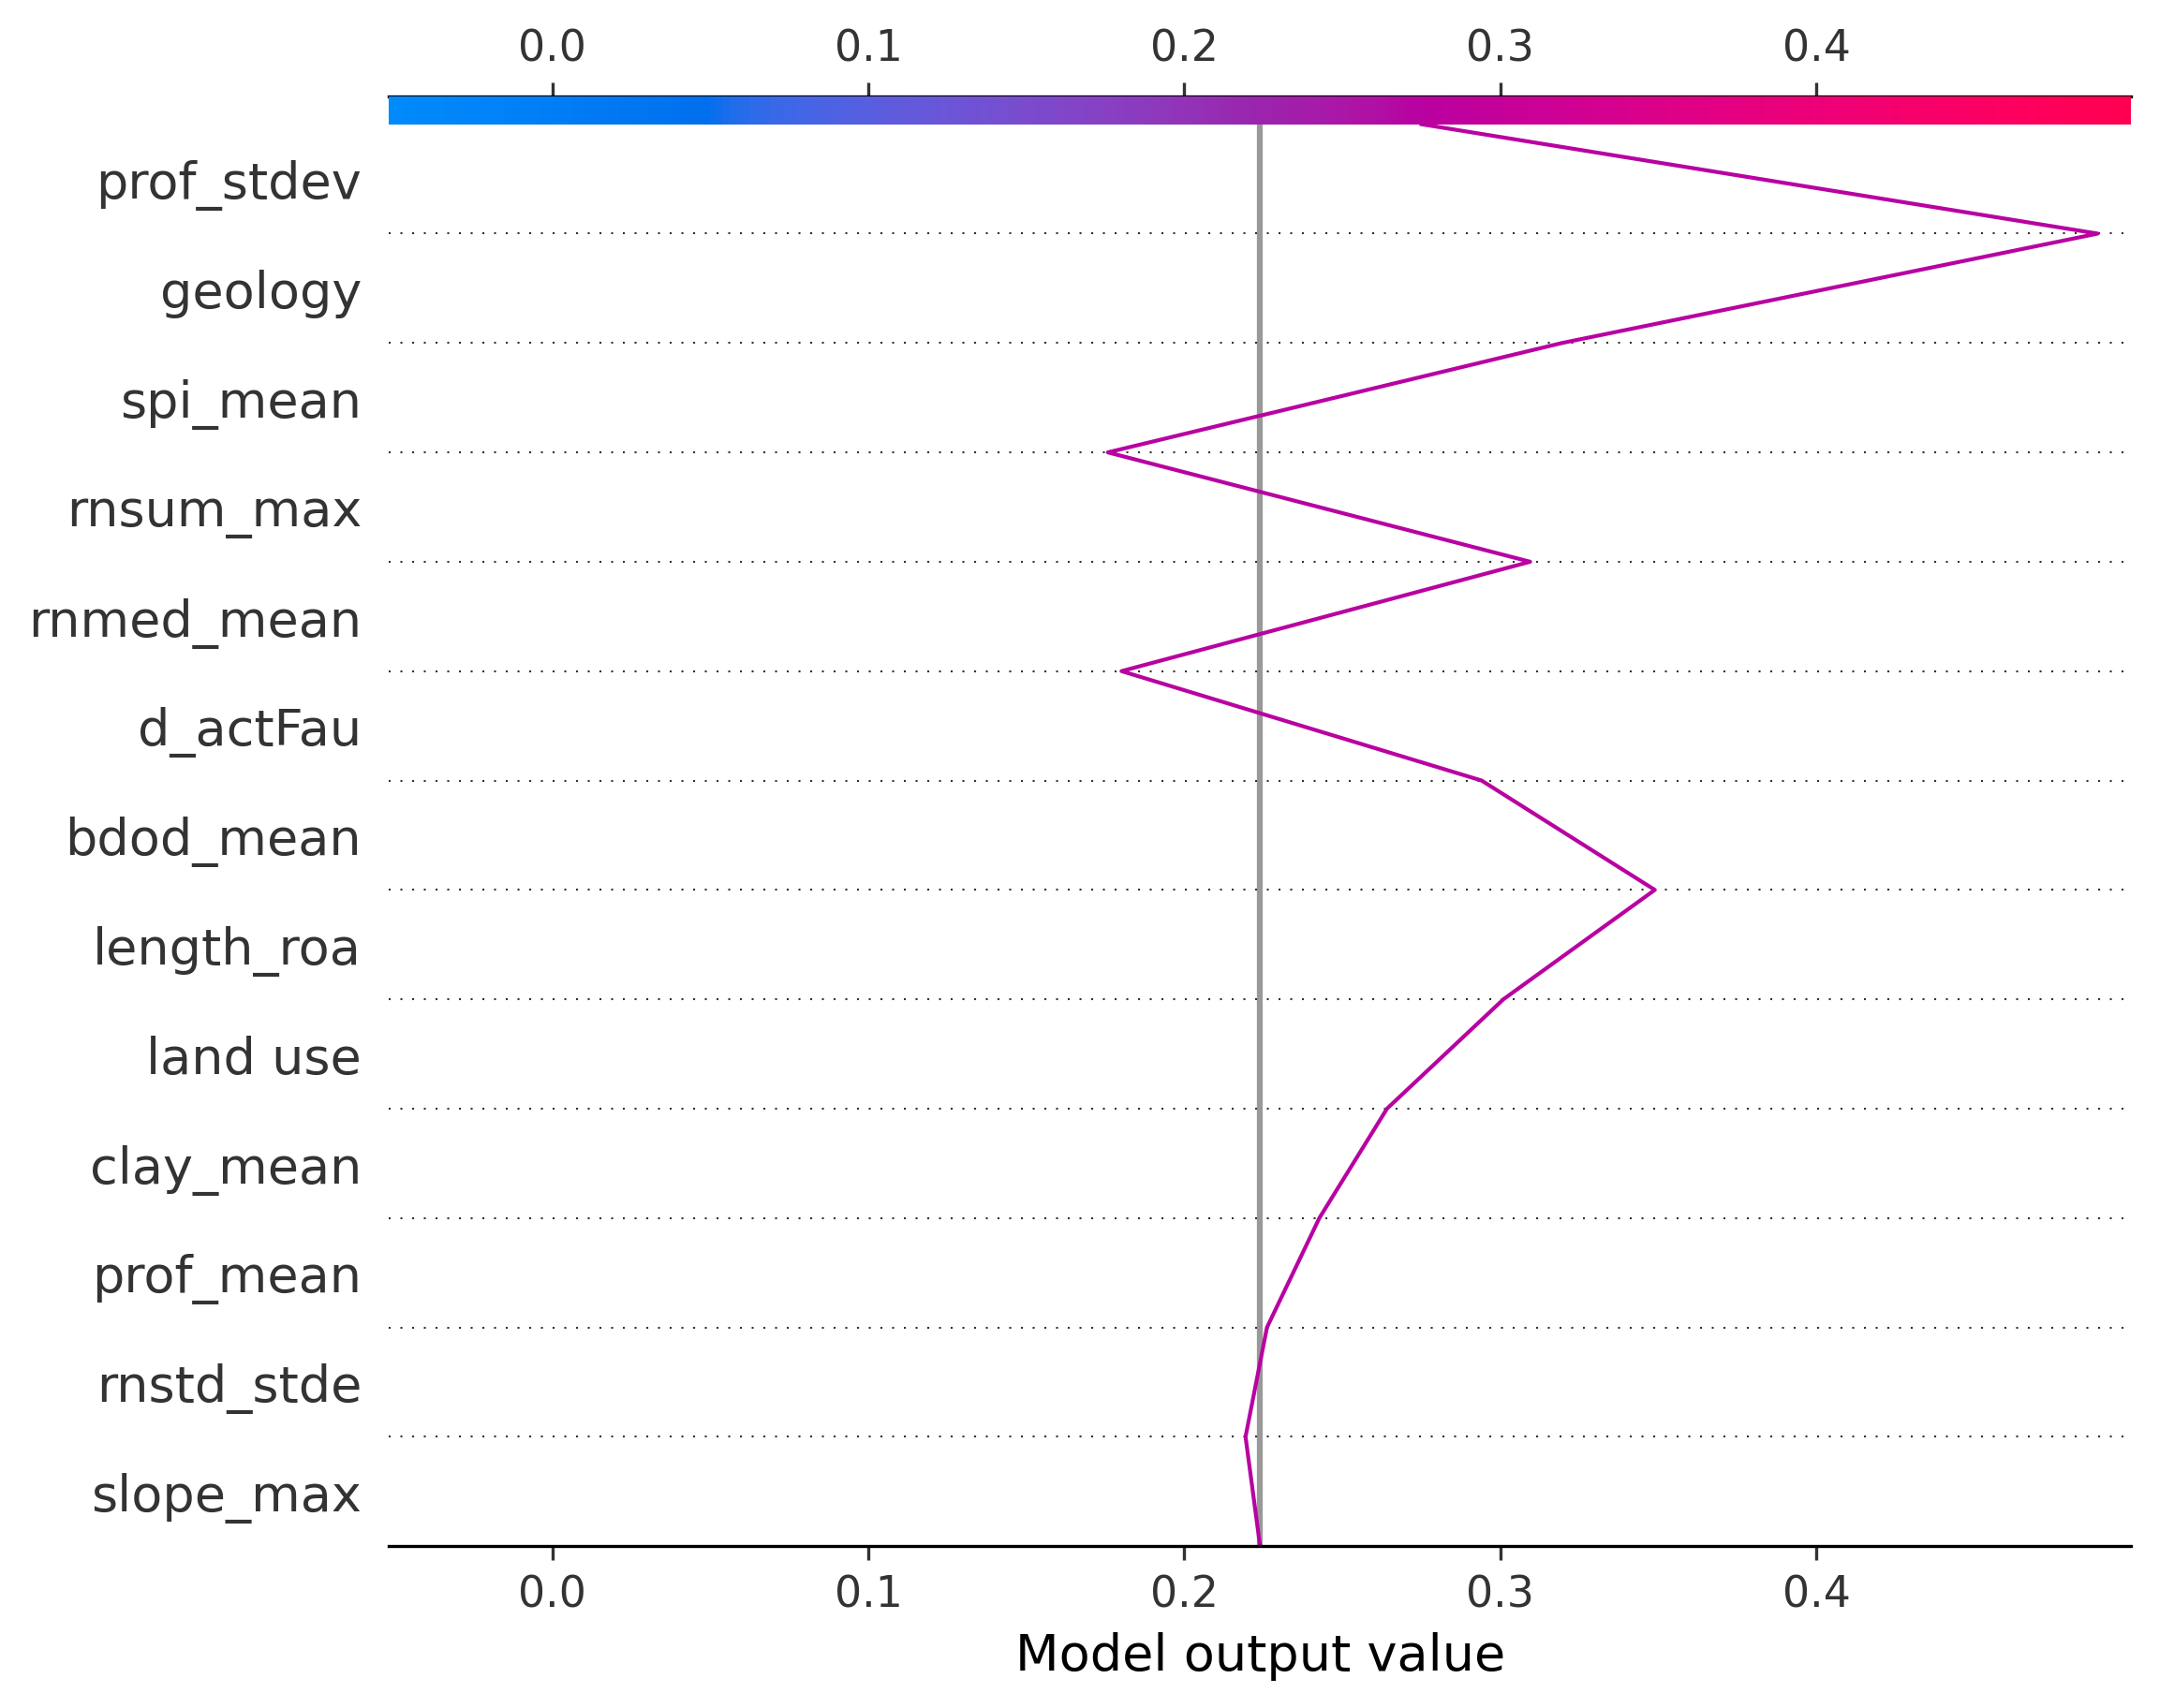 0.0 0.1 0.2 0.3 0.4
prof_stdev
geology
spi_mean
rnsum_max
rnmed_mean
d_actFau
bdod_mean
length_roa
land use
clay_mean
prof_mean
rnstd_stde
slope_max
0.0 0.1 0.2 0.3 0.4
Model output value